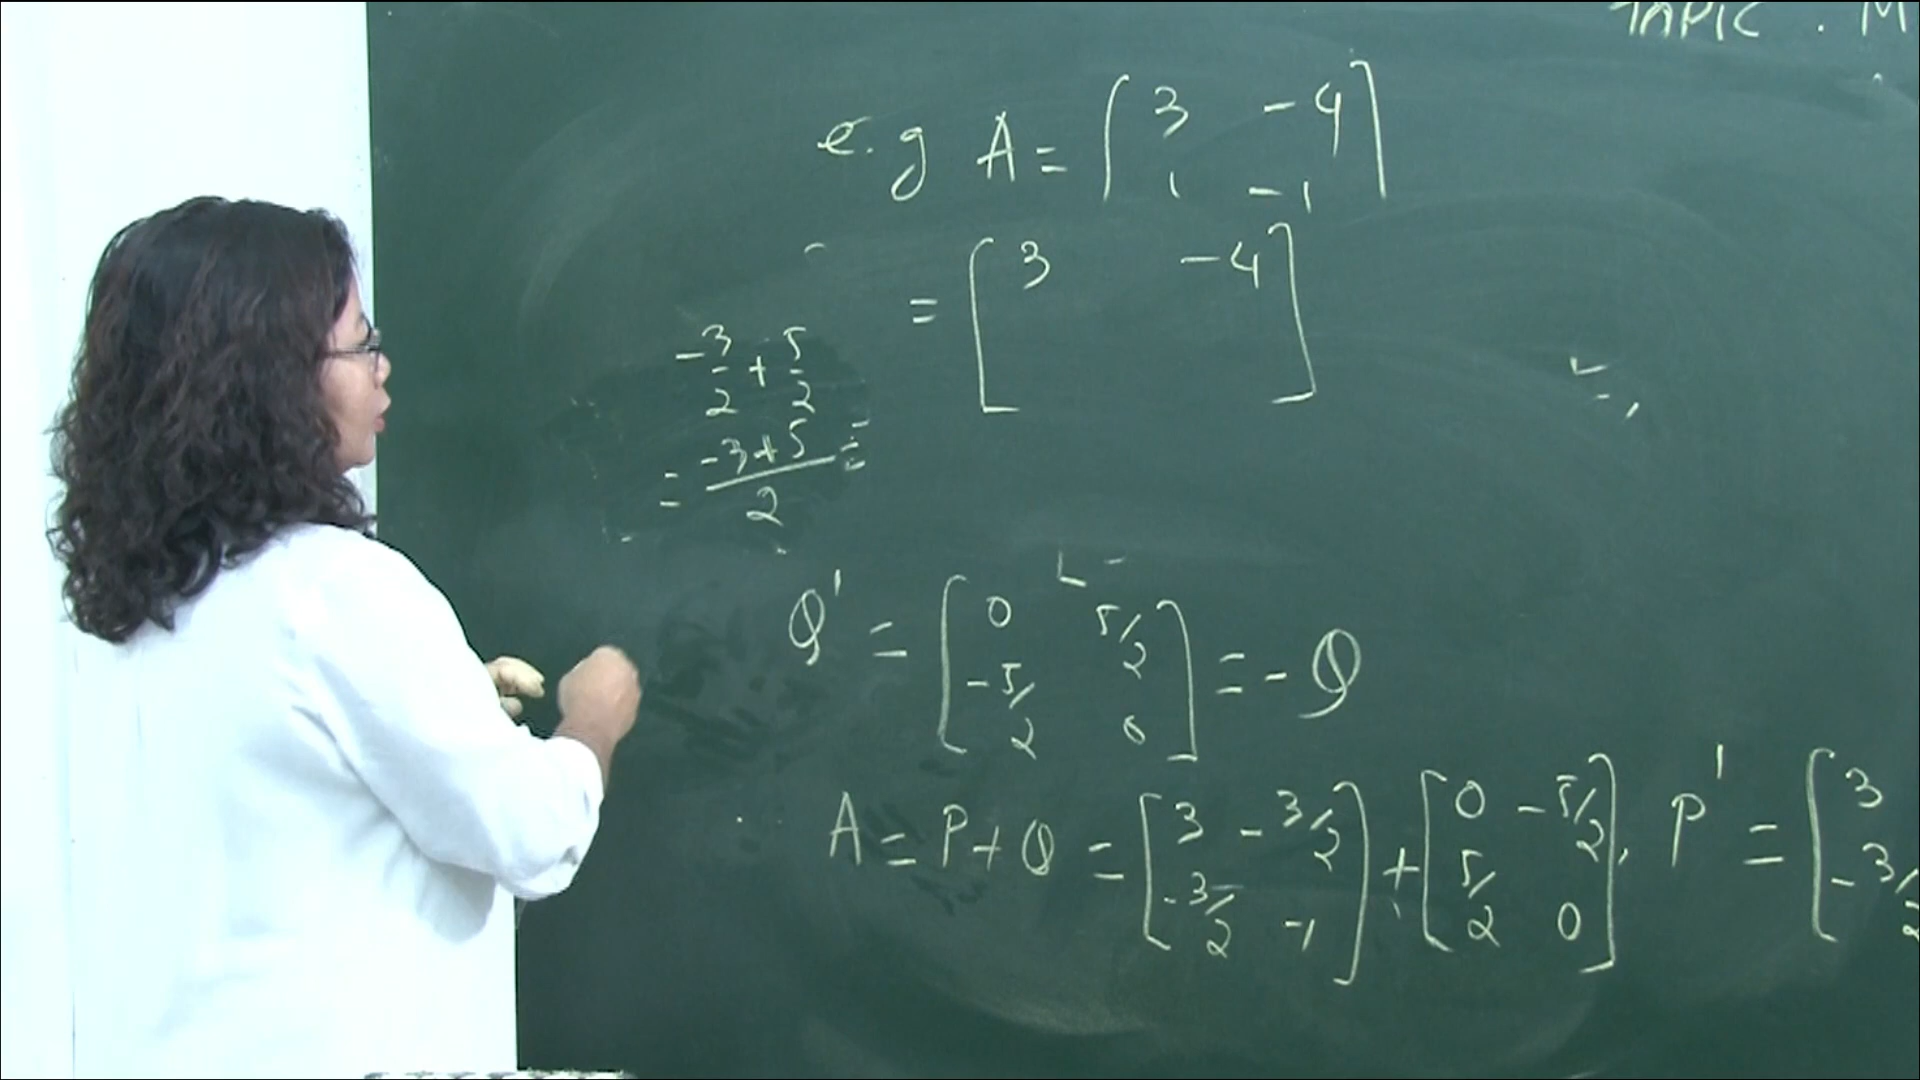 TOPIC . M
e.g A = [ 3 -4
1 -1 ]
= [ 3 -4 ]
-3/2 + 5/2
= -3+5/2 =
Q' = [ 0 5/2
-5/2 0 ] = -Q
A = P+Q = [ 3 -3/2
-3/2 -1 ] + [ 0 -5/2
5/2 0 ], P' = [ 3
-3/2